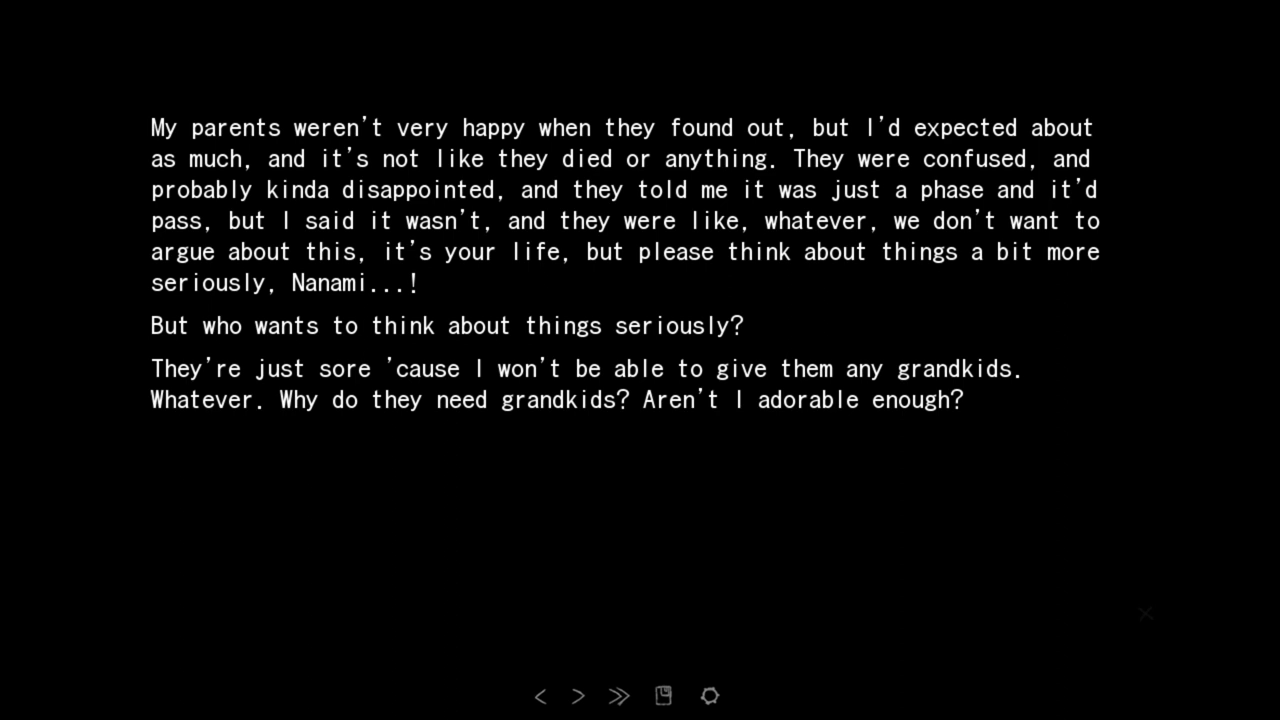 My parents weren't very happy when they found out, but I'd expected about
as much, and it's not like they died or anything. They were confused, and
probably kinda disappointed, and they told me it was just a phase and it'd
pass, but I said it wasn't, and they were like, whatever, we don't want to
argue about this, it's your life, but please think about things a bit more
seriously, Nanami...!
But who wants to think about things seriously?
They're just sore 'cause I won't be able to give them any grandkids.
Whatever. Why do they need grandkids? Aren't I adorable enough?